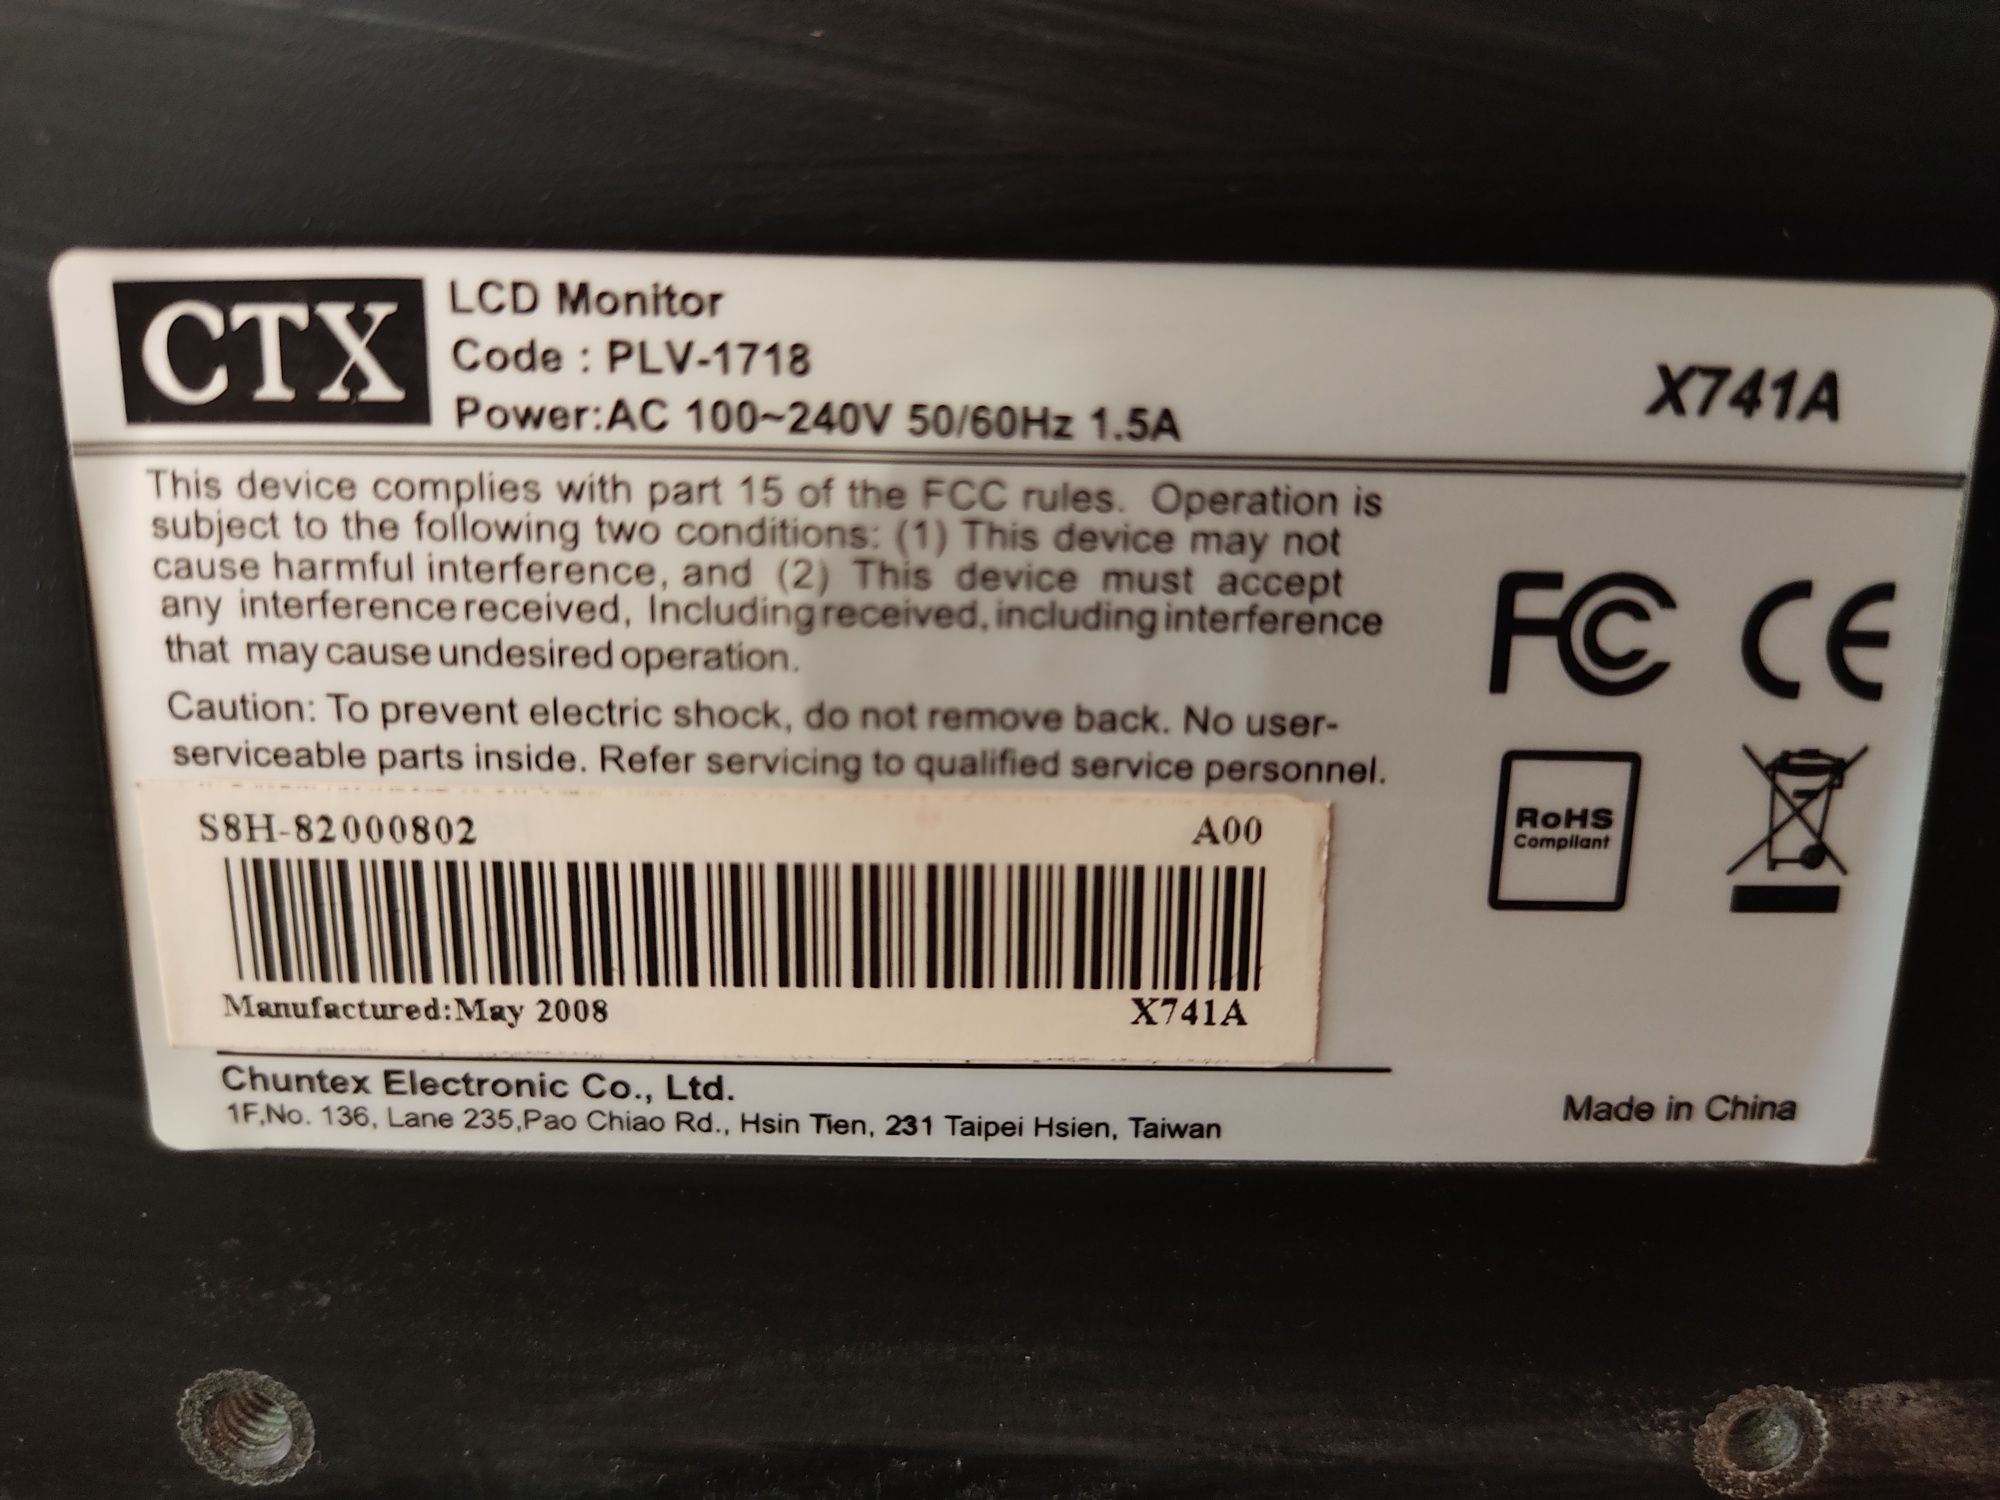 CTX
LCD Monitor
Code : PLV-1718
Power:AC 100~240V 50/60Hz 1.5A
X741A
This device complies with part 15 of the FCC rules. Operation is
subject to the following two conditions: (1) This device may not
cause harmful interference, and (2) This device must accept
any interference received, Including received, including interference
that may cause undesired operation.
Caution: To prevent electric shock, do not remove back. No user-
serviceable parts inside. Refer servicing to qualified service personnel.
FC CE
RoHS
Compliant
S8H-82000802 A00
Manufactured:May 2008 X741A
Chuntex Electronic Co., Ltd.
1F,No. 136, Lane 235,Pao Chiao Rd., Hsin Tien, 231 Taipei Hsien, Taiwan
Made in China